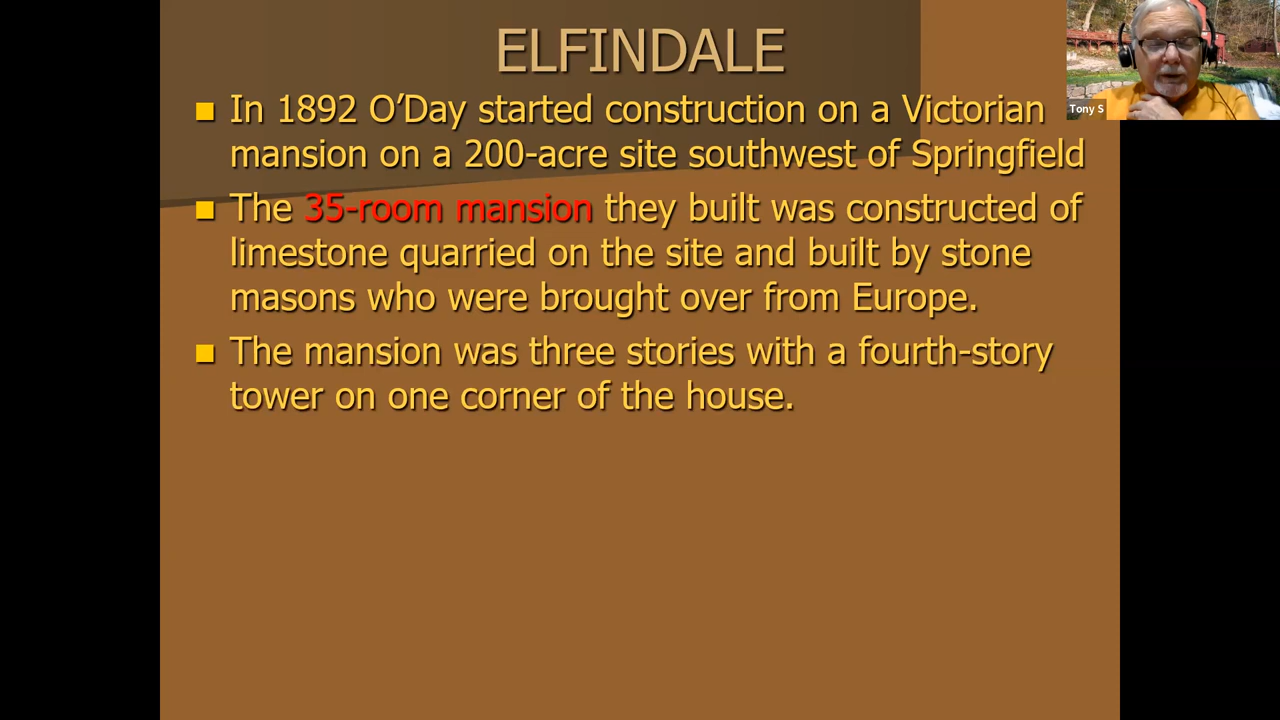 ELFINDALE
In 1892 O’Day started construction on a Victorian
mansion on a 200-acre site southwest of Springfield
The 35-room mansion they built was constructed of
limestone quarried on the site and built by stone
masons who were brought over from Europe.
The mansion was three stories with a fourth-story
tower on one corner of the house.
Tony S